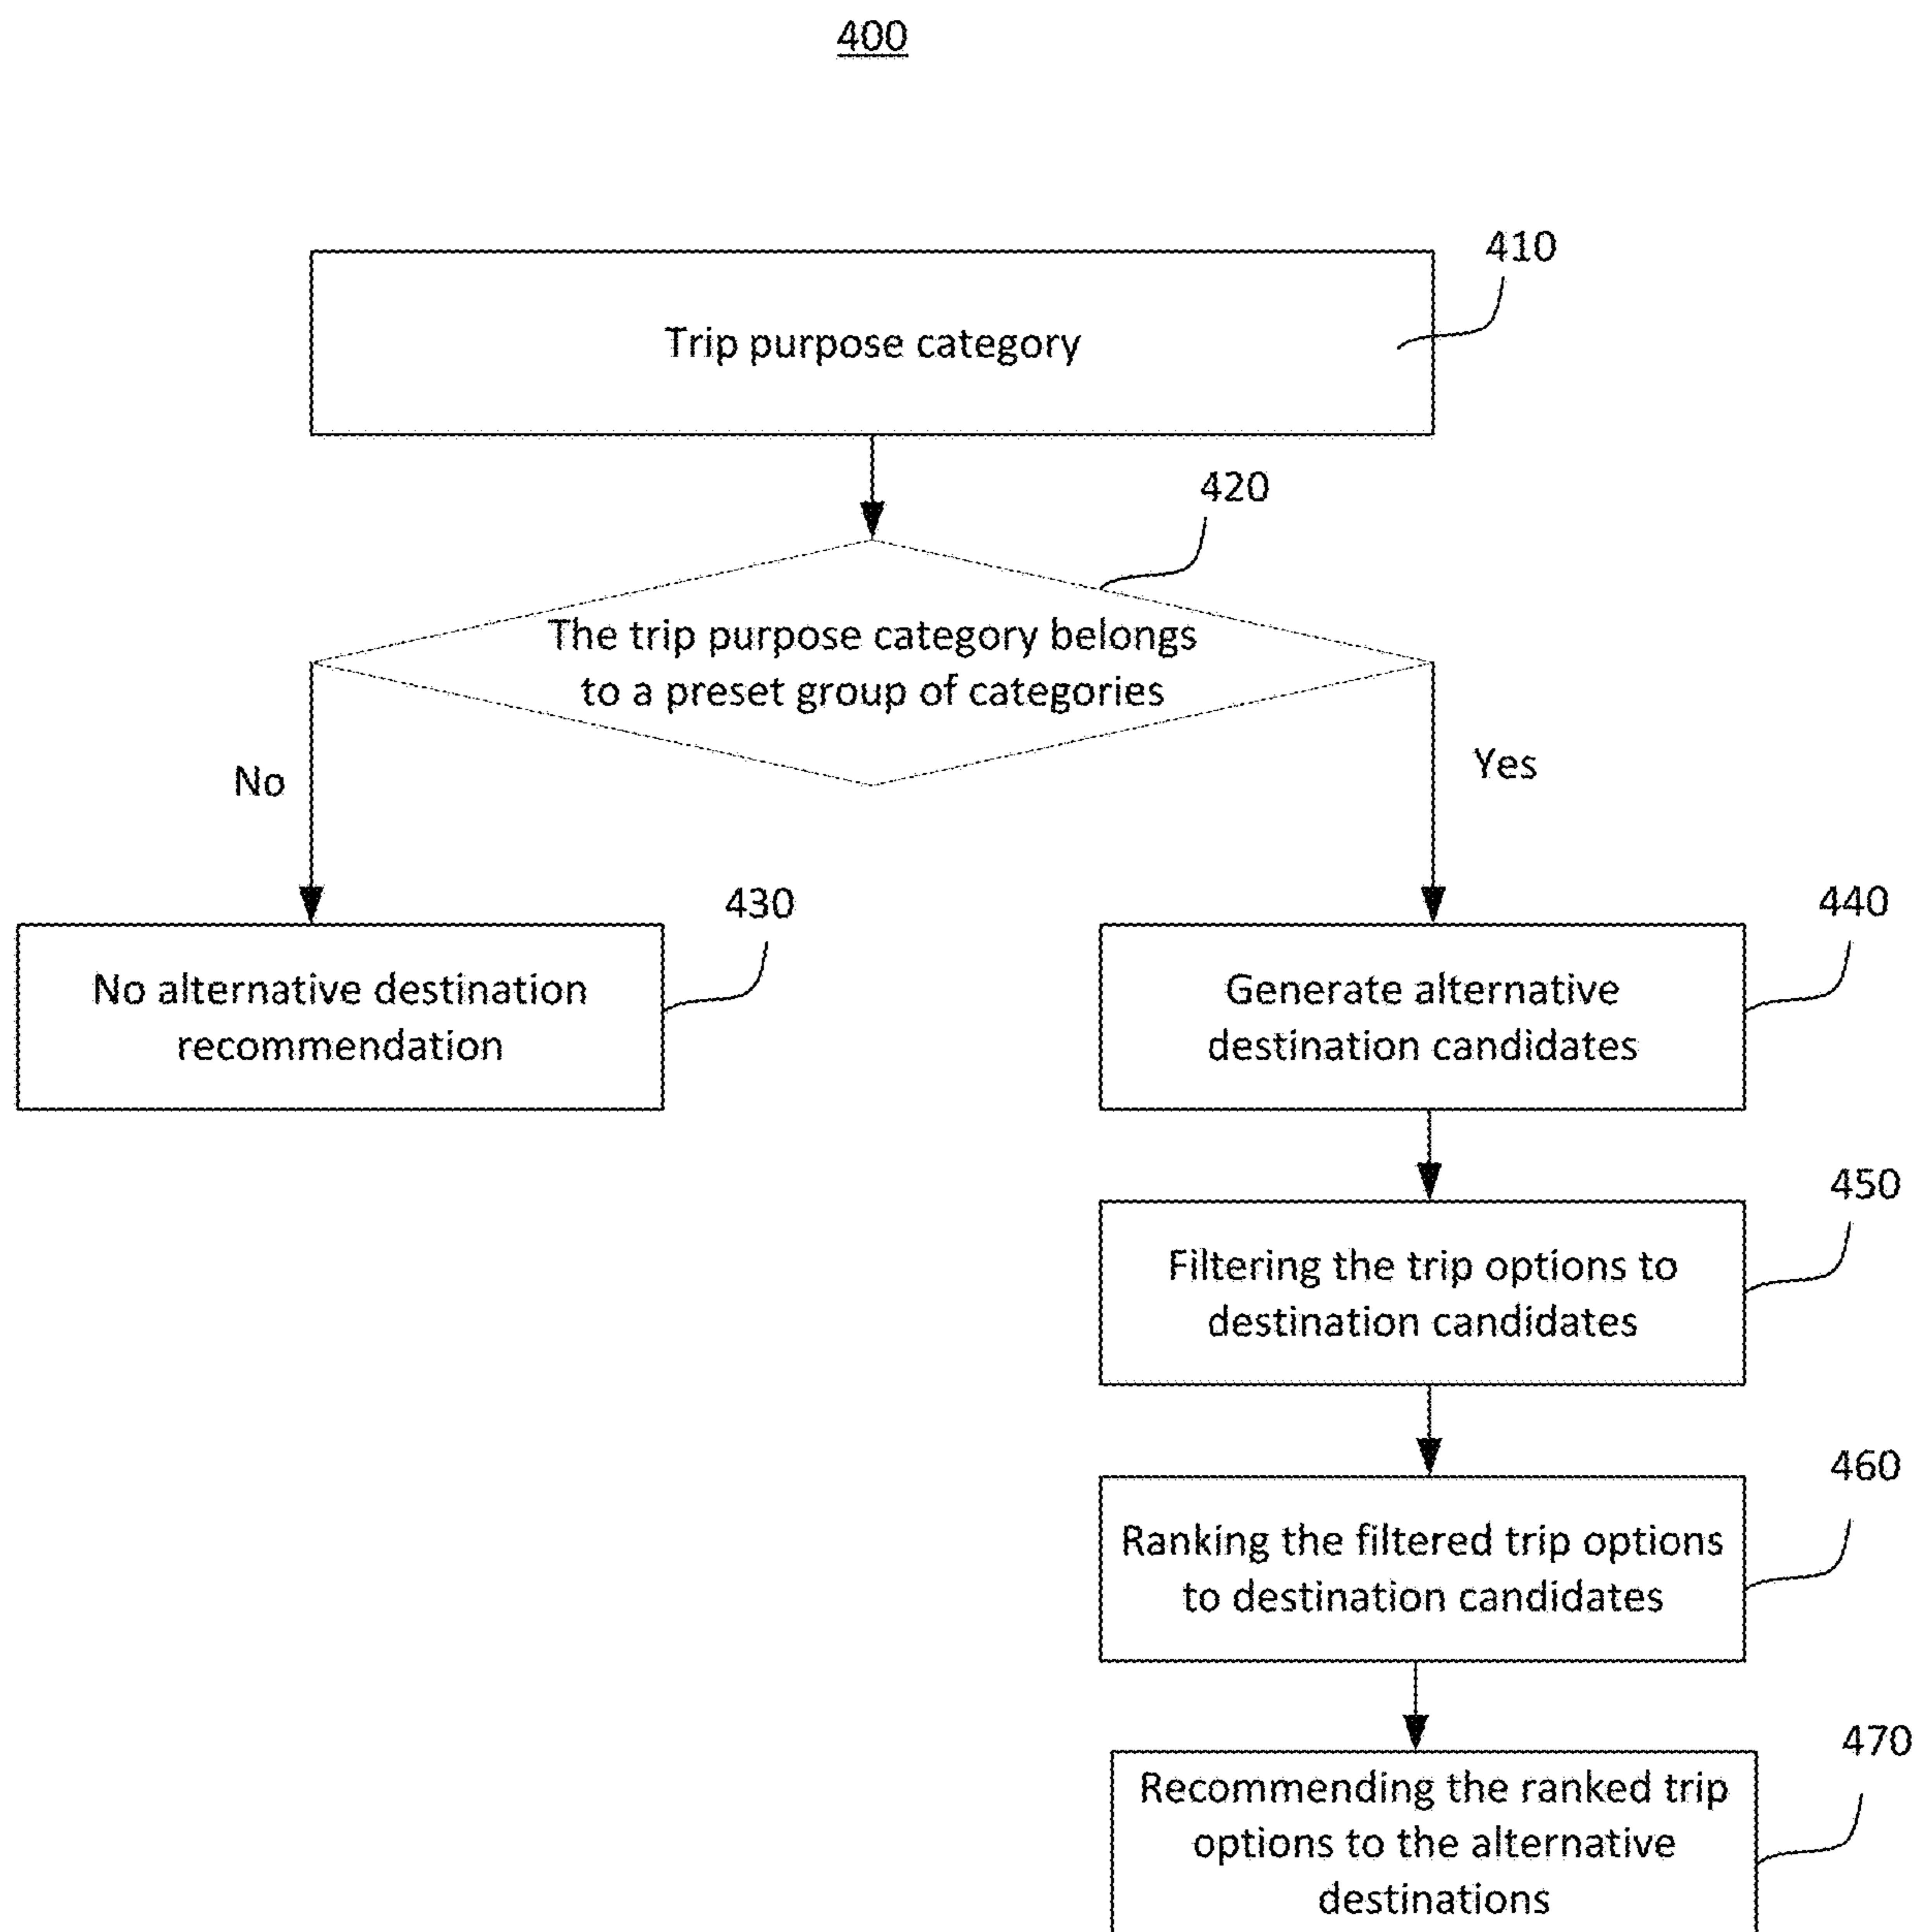 400
410
Trip purpose category
420
The trip purpose category belongs
to a preset group of categories
No
Yes
430
No alternative destination
recommendation
440
Generate alternative
destination candidates
450
Filtering the trip options to
destination candidates
460
Ranking the filtered trip options
to destination candidates
470
Recommending the ranked trip
options to the alternative
destinations